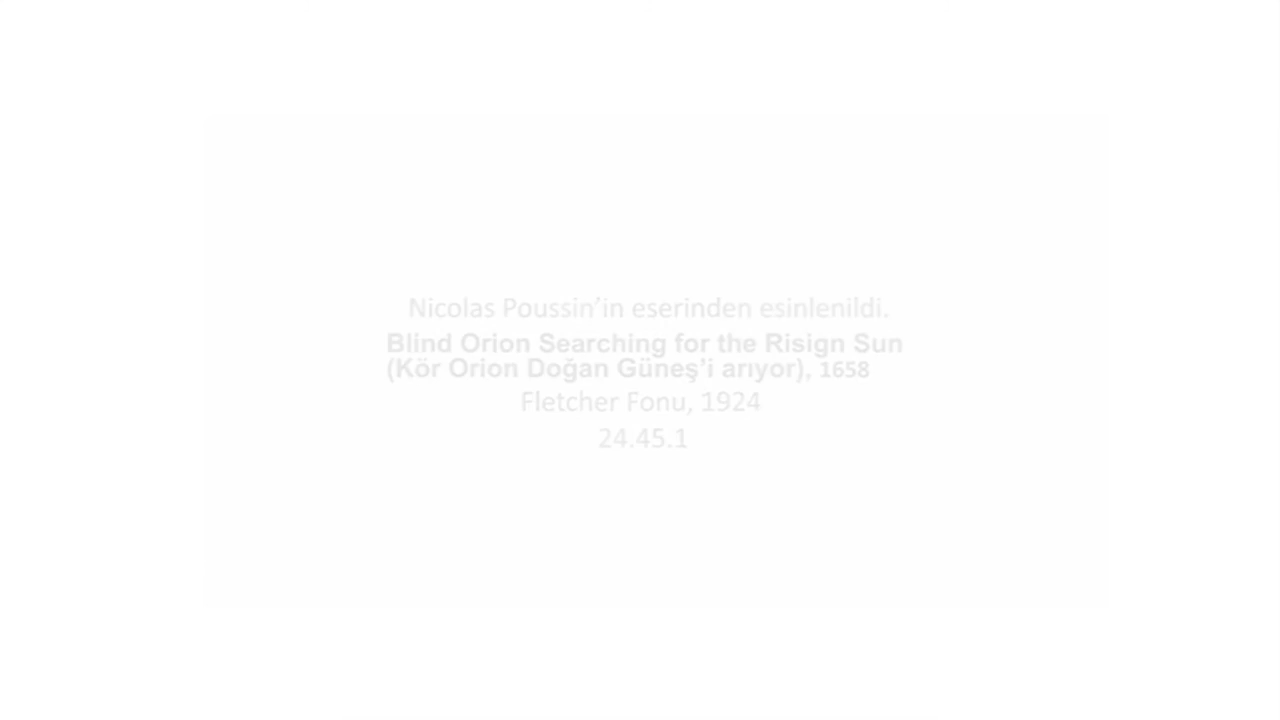 Nicolas Poussin’in eserinden esinlenildi.
Blind Orion Searching for the Risign Sun
(Kör Orion Doğan Güneş’i arıyor), 1658
Fletcher Fonu, 1924
24.45.1